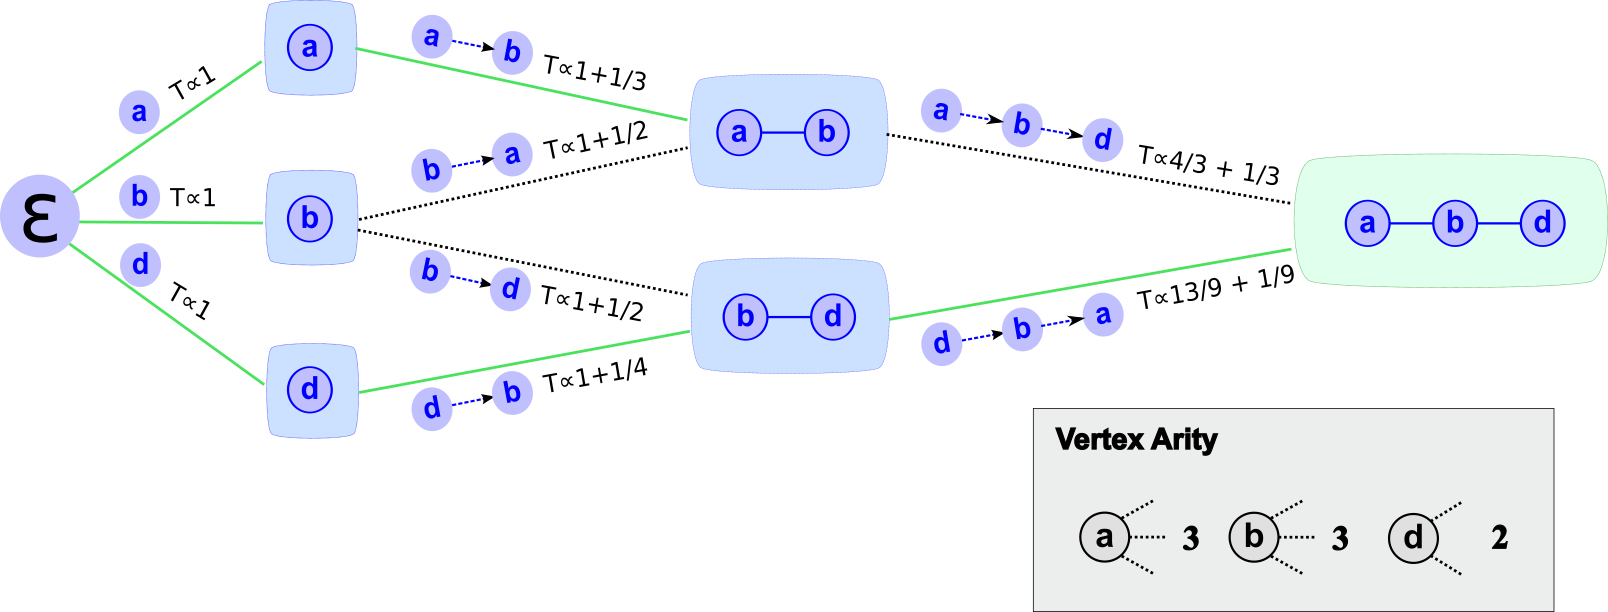 a
a
b
T∝1+1/3
T∝1
a
a
b
a
b
d
T∝4/3 + 1/3
b
a
T∝1+1/2
ε
b
T∝1
b
a
b
d
d
T∝1
b
d
T∝1+1/2
b
d
T∝13/9 + 1/9
d
b
a
d
d
b
T∝1+1/4
Vertex Arity
a 3 b 3 d 2